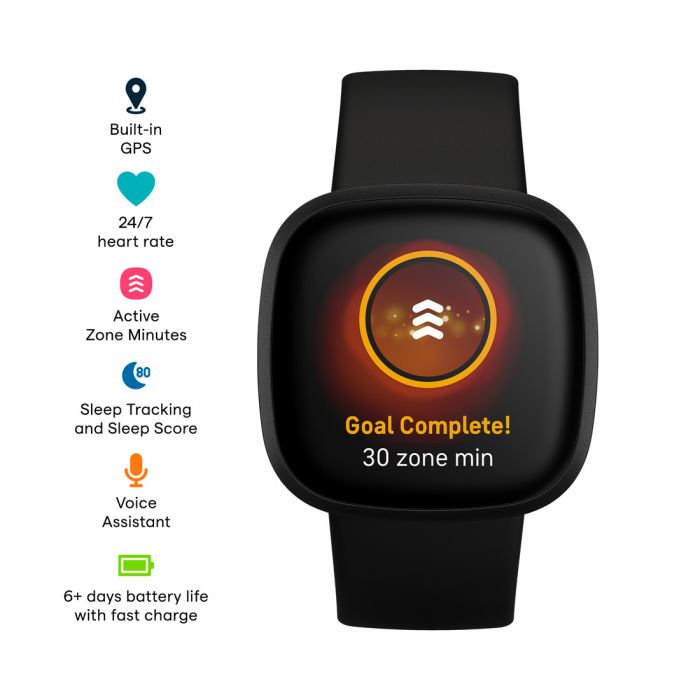 Built-in
GPS
24/7
heart rate
Active
Zone Minutes
80
Sleep Tracking
and Sleep Score
Voice
Assistant
6+ days battery life
with fast charge
Goal Complete!
30 zone min